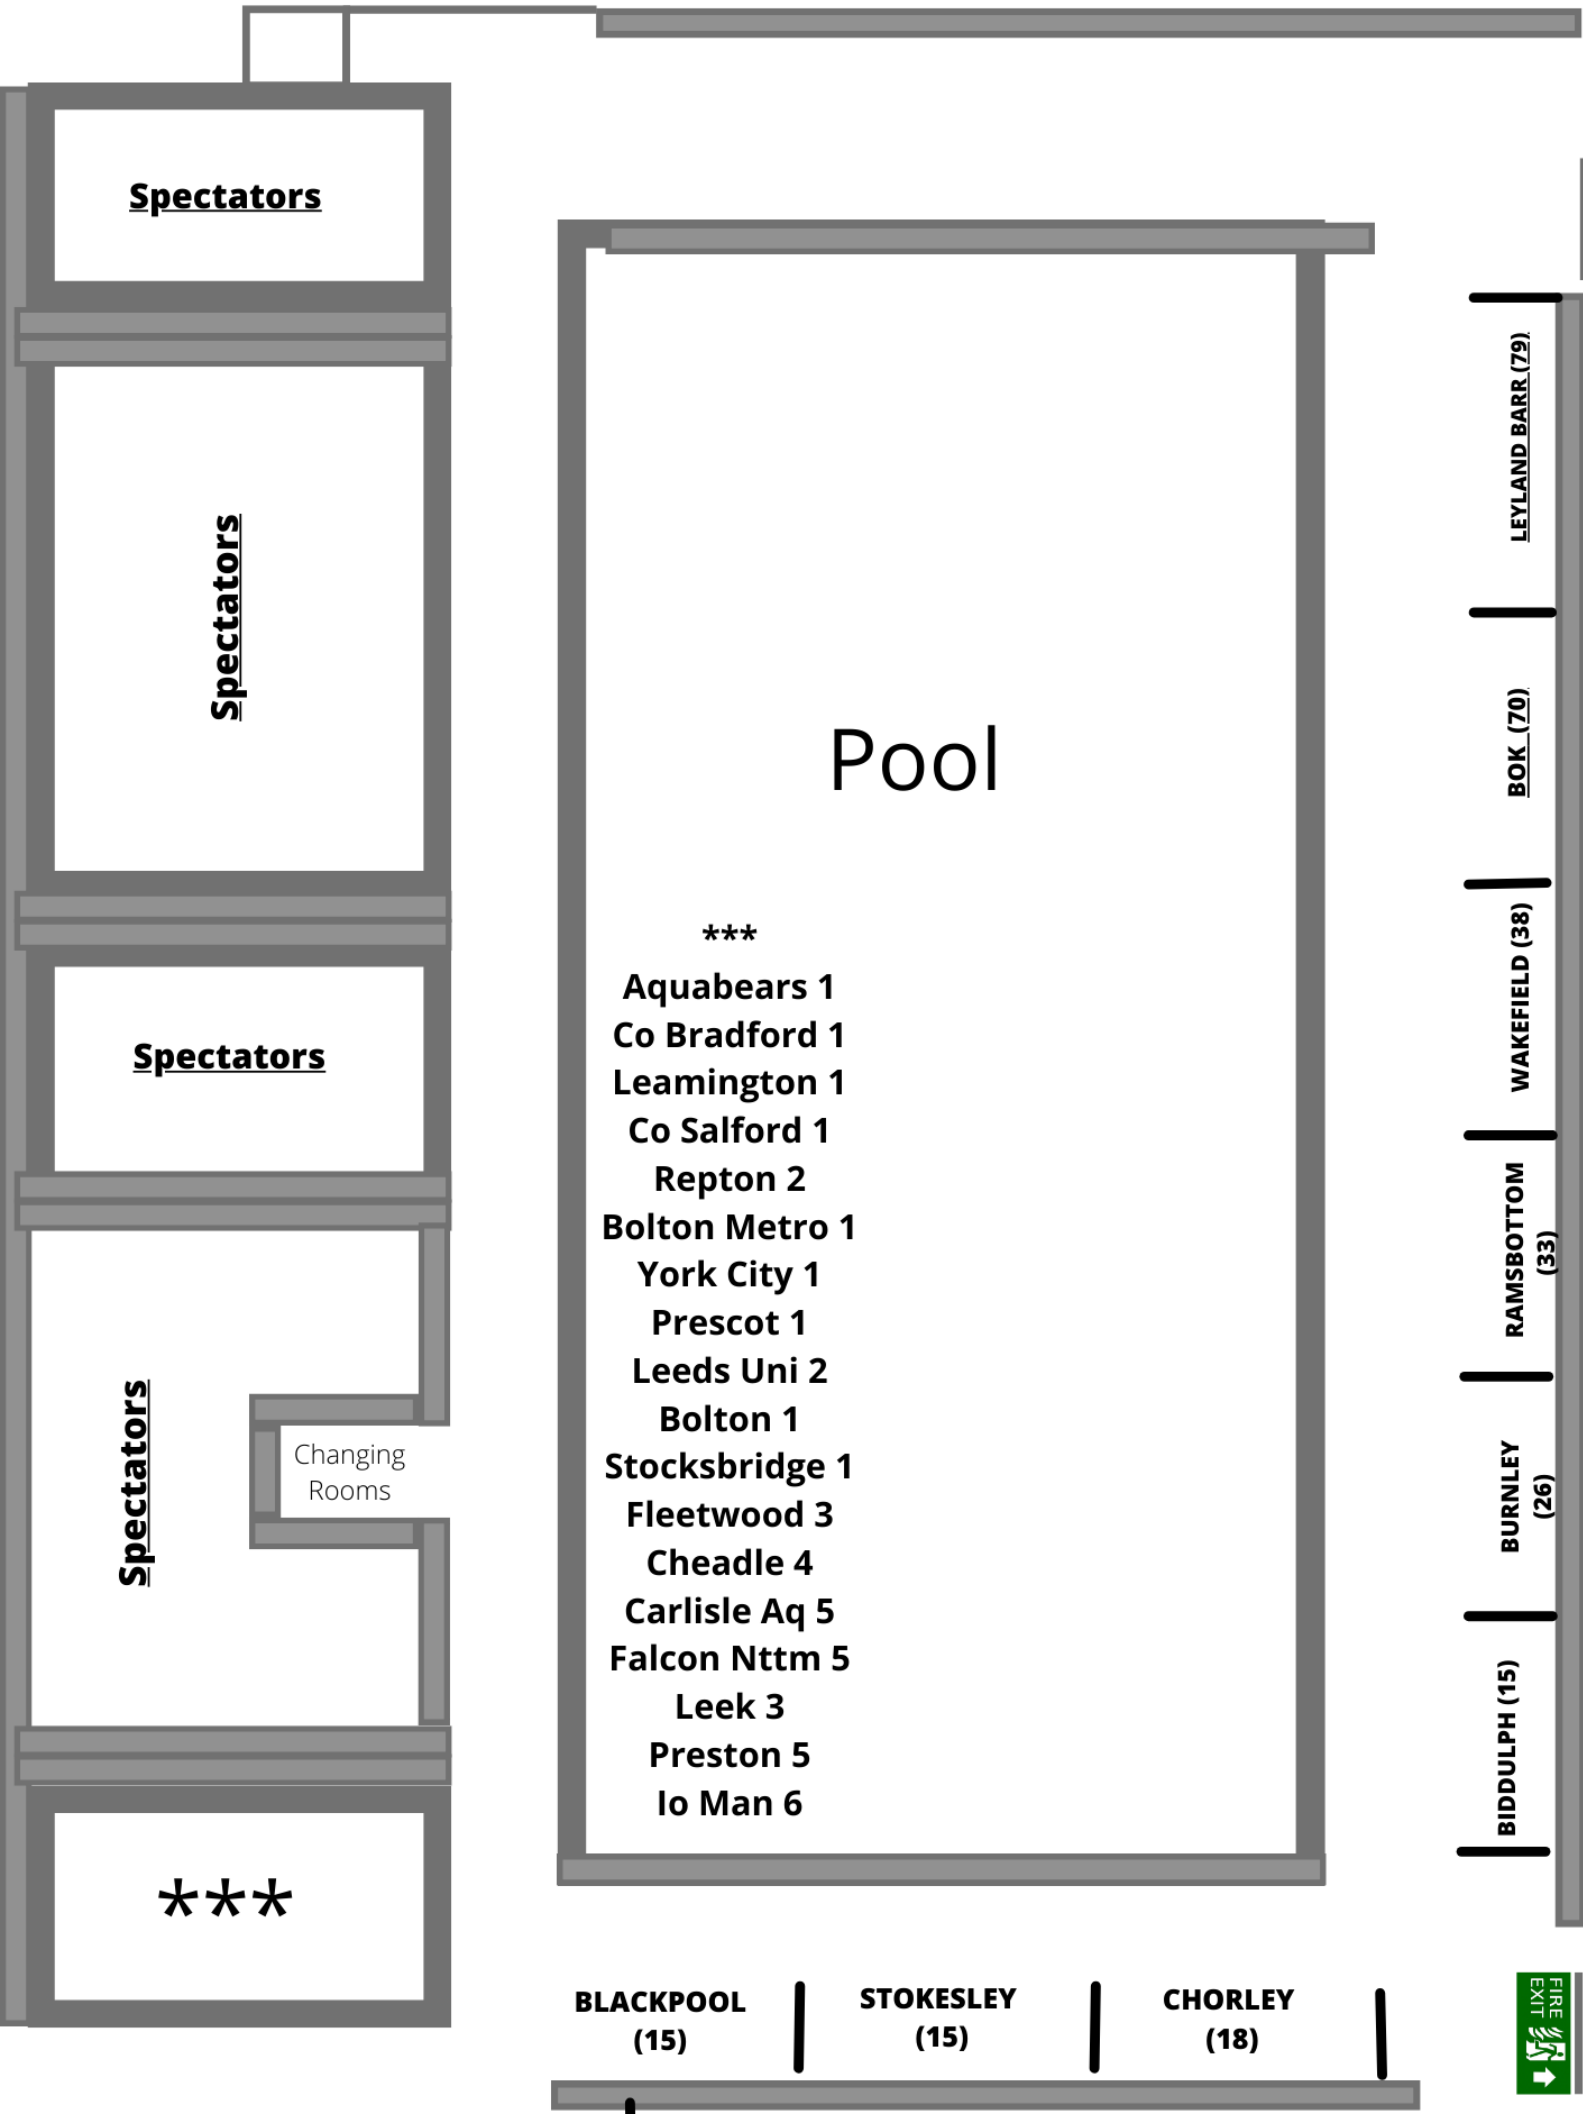 Spectators
Spectators
Spectators
Spectators
Changing
Rooms
***
Pool
***
Aquabears 1
Co Bradford 1
Leamington 1
Co Salford 1
Repton 2
Bolton Metro 1
York City 1
Prescot 1
Leeds Uni 2
Bolton 1
Stocksbridge 1
Fleetwood 3
Cheadle 4
Carlisle Aq 5
Falcon Nttm 5
Leek 3
Preston 5
Io Man 6
LEYLAND BARR (79)
BOK (70)
WAKEFIELD (38)
RAMSBOTTOM
(33)
BURNLEY
(26)
BIDDULPH (15)
BLACKPOOL
(15)
STOKESLEY
(15)
CHORLEY
(18)
FIRE
EXIT